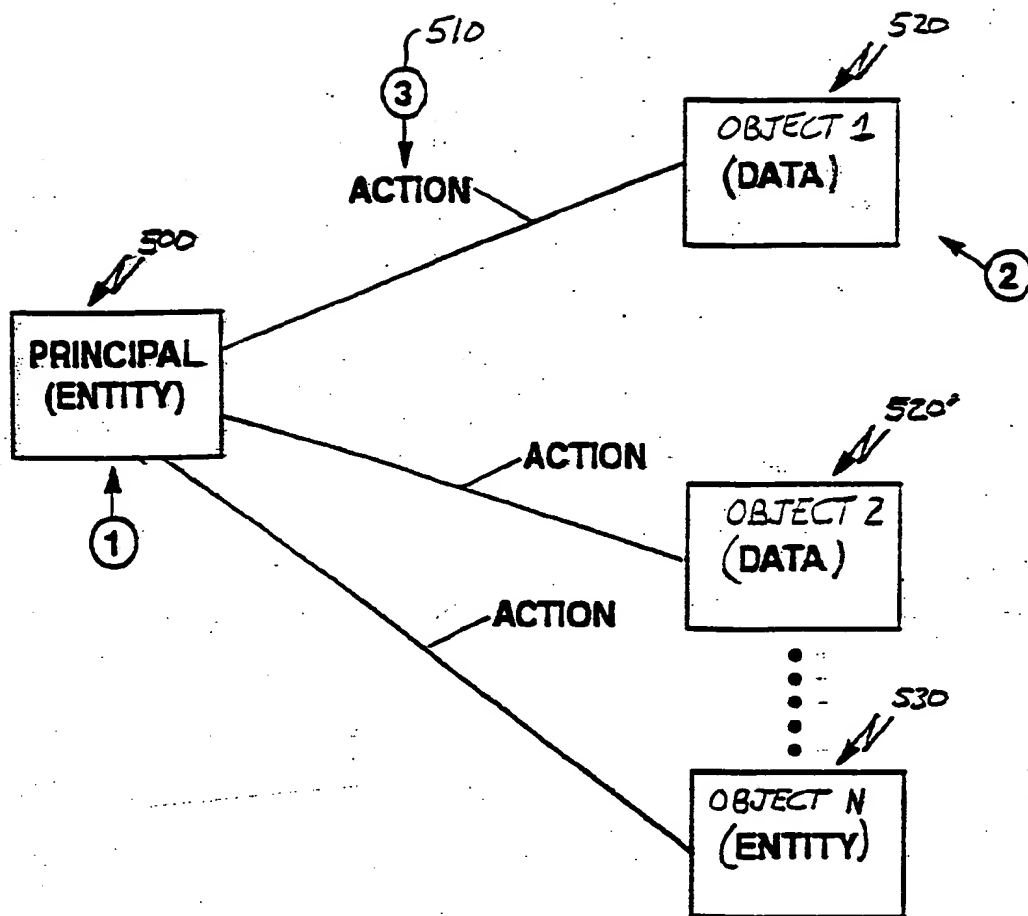 510
520
3
OBJECT 1
(DATA)
ACTION
500
2
PRINCIPAL
(ENTITY)
520'
ACTION
OBJECT 2
(DATA)
1
ACTION
530
OBJECT N
(ENTITY)